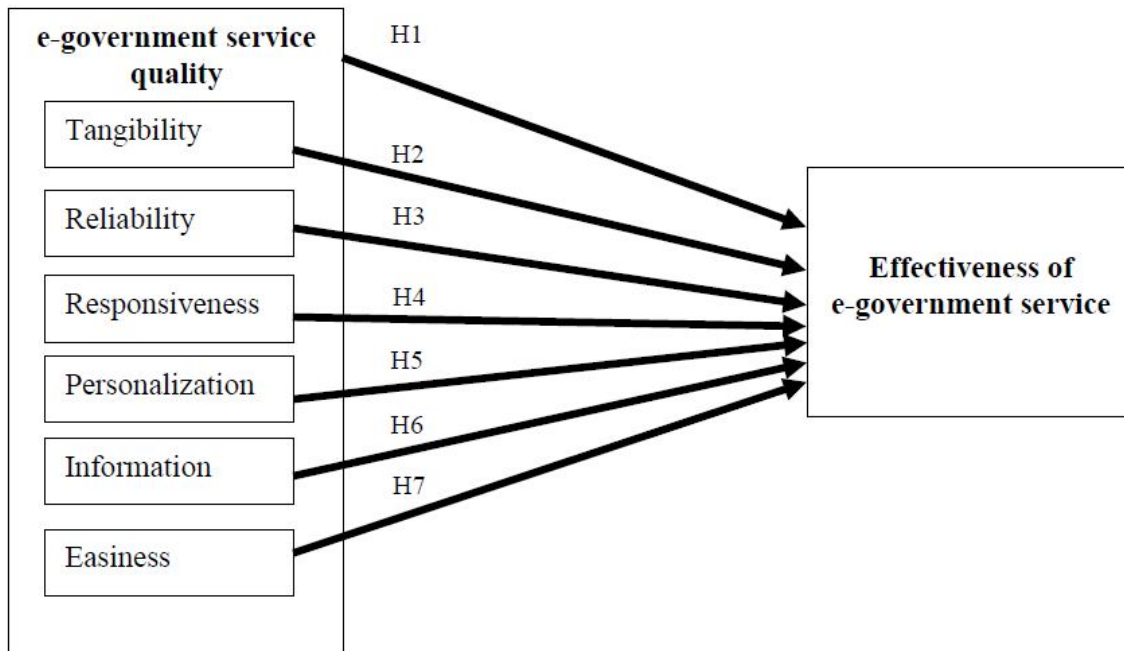 e-government service
quality
H1
Tangibility
H2
Reliability
H3
Responsiveness
H4
Personalization
H5
Information
H6
Easiness
H7
Effectiveness of
e-government service